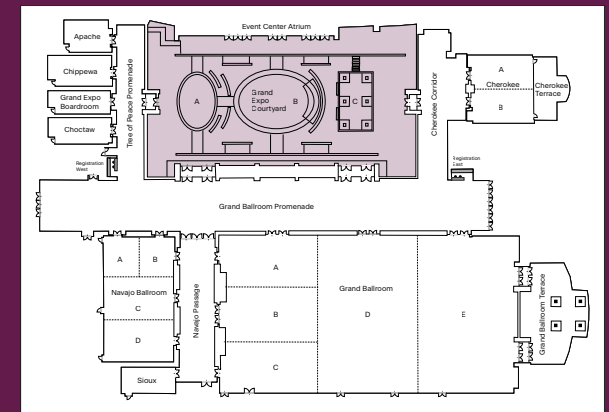 Event Center Atrium
Apache
Chippewa
Grand Expo
Boardroom
Choctaw
Tree of Peace Promenade
A
Grand
Expo
Courtyard
B
C
Cherokee Corridor
A
Cherokee
B
Cherokee
Terrace
Registration
West
Registration
East
Grand Ballroom Promenade
A
B
Navajo Ballroom
C
D
Sioux
Navajo Passage
A
B
C
Grand Ballroom
D
E
Grand Ballroom Terrace